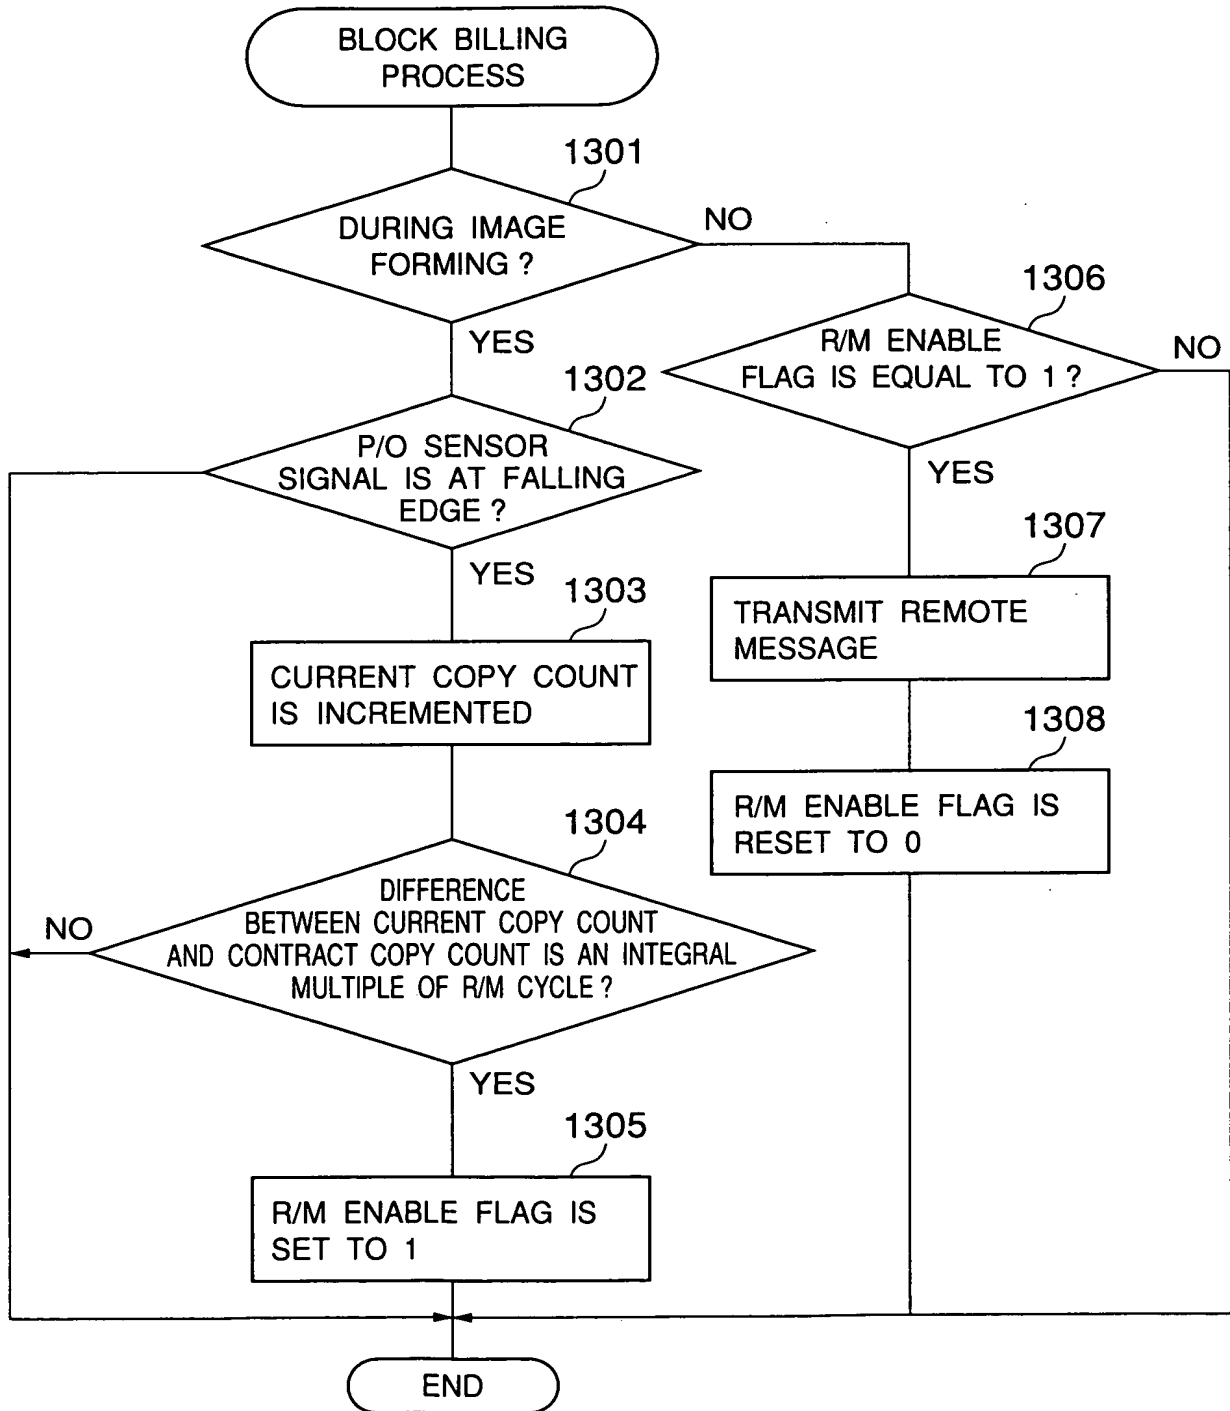 BLOCK BILLING
PROCESS
1301
DURING IMAGE
FORMING ?
NO
YES
1306
R/M ENABLE
FLAG IS EQUAL TO 1 ?
NO
YES
1302
P/O SENSOR
SIGNAL IS AT FALLING
EDGE ?
YES
1307
TRANSMIT REMOTE
MESSAGE
1303
CURRENT COPY COUNT
IS INCREMENTED
1308
R/M ENABLE FLAG IS
RESET TO 0
1304
DIFFERENCE
BETWEEN CURRENT COPY COUNT
AND CONTRACT COPY COUNT IS AN INTEGRAL
MULTIPLE OF R/M CYCLE ?
NO
YES
1305
R/M ENABLE FLAG IS
SET TO 1
END